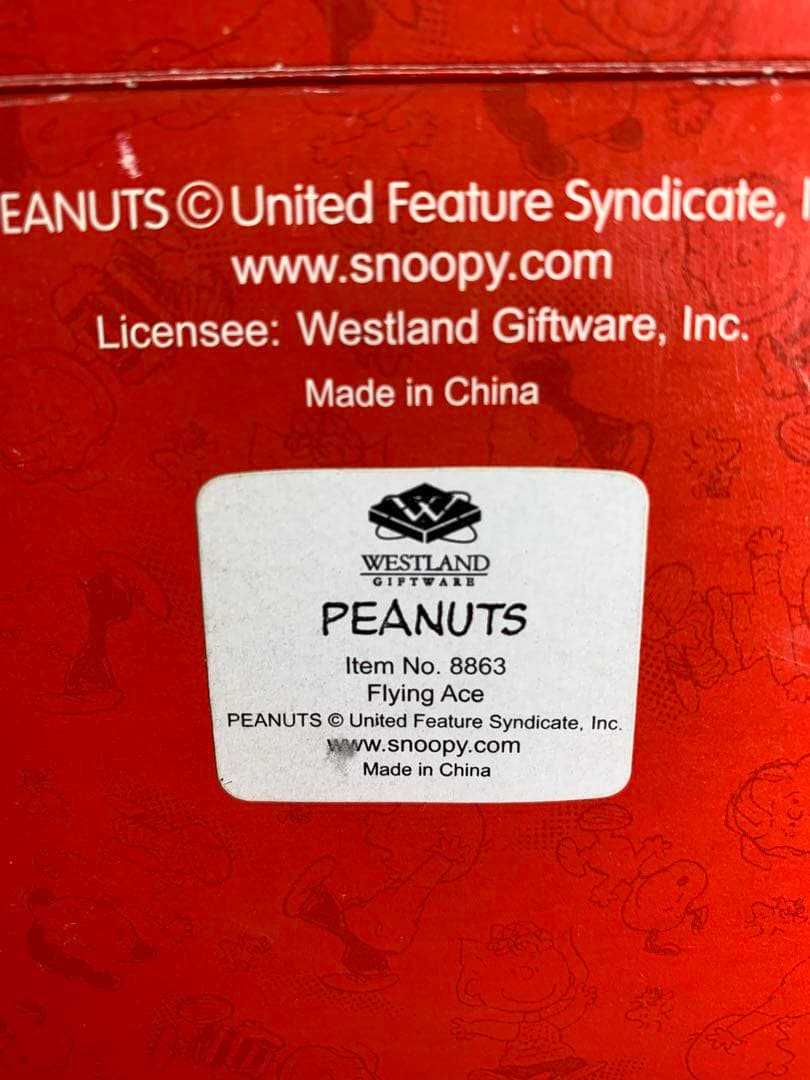 EANUTS © United Feature Syndicate,
www.snoopy.com
Licensee: Westland Giftware, Inc.
Made in China
W
WESTLAND
GIFTWARE
PEANUTS
Item No. 8863
Flying Ace
PEANUTS © United Feature Syndicate, Inc.
www.snoopy.com
Made in China